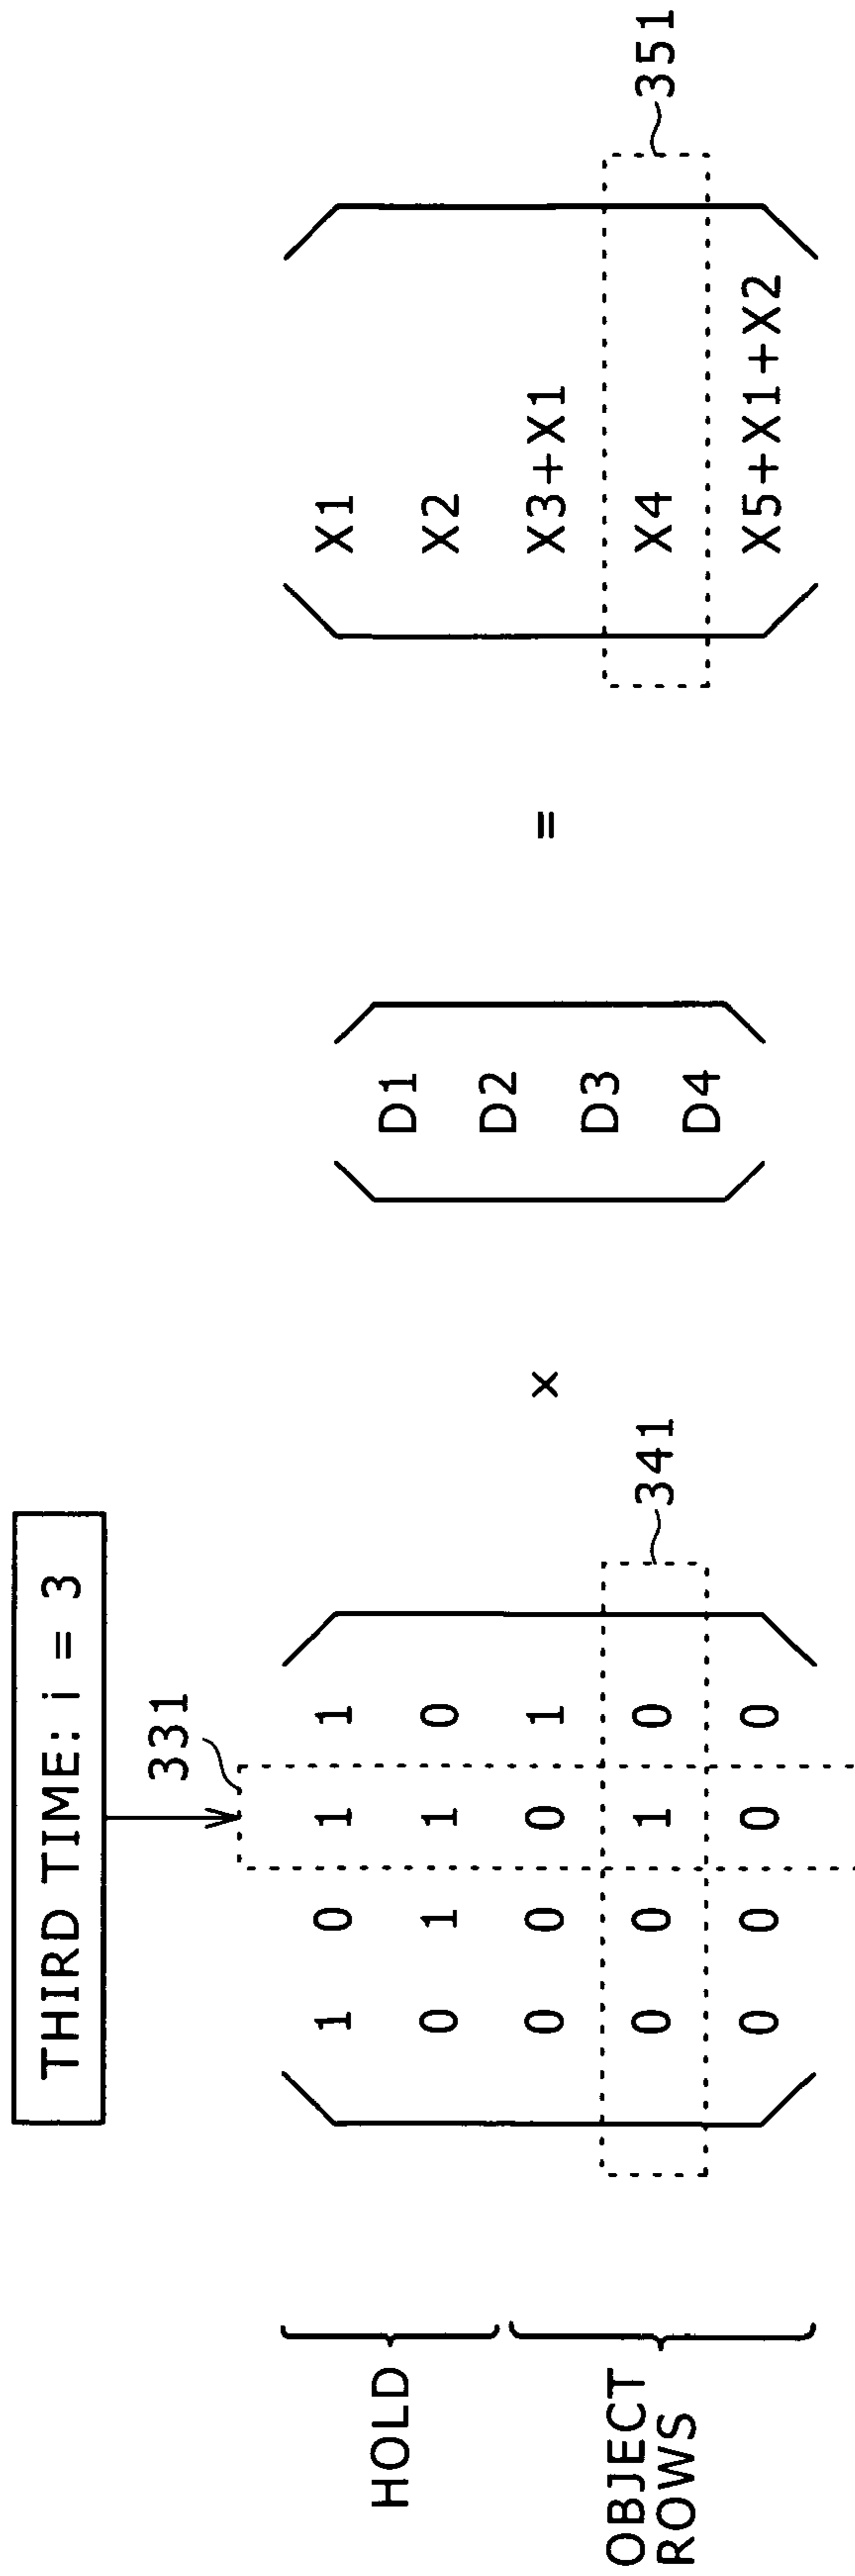 THIRD TIME: i = 3
331
HOLD
OBJECT
ROWS
1 0 1 1
0 1 1 0
0 0 0 1
0 0 1 0
0 0 0 0
341
×
D1
D2
D3
D4
=
X1
X2
X3+X1
X4
X5+X1+X2
351